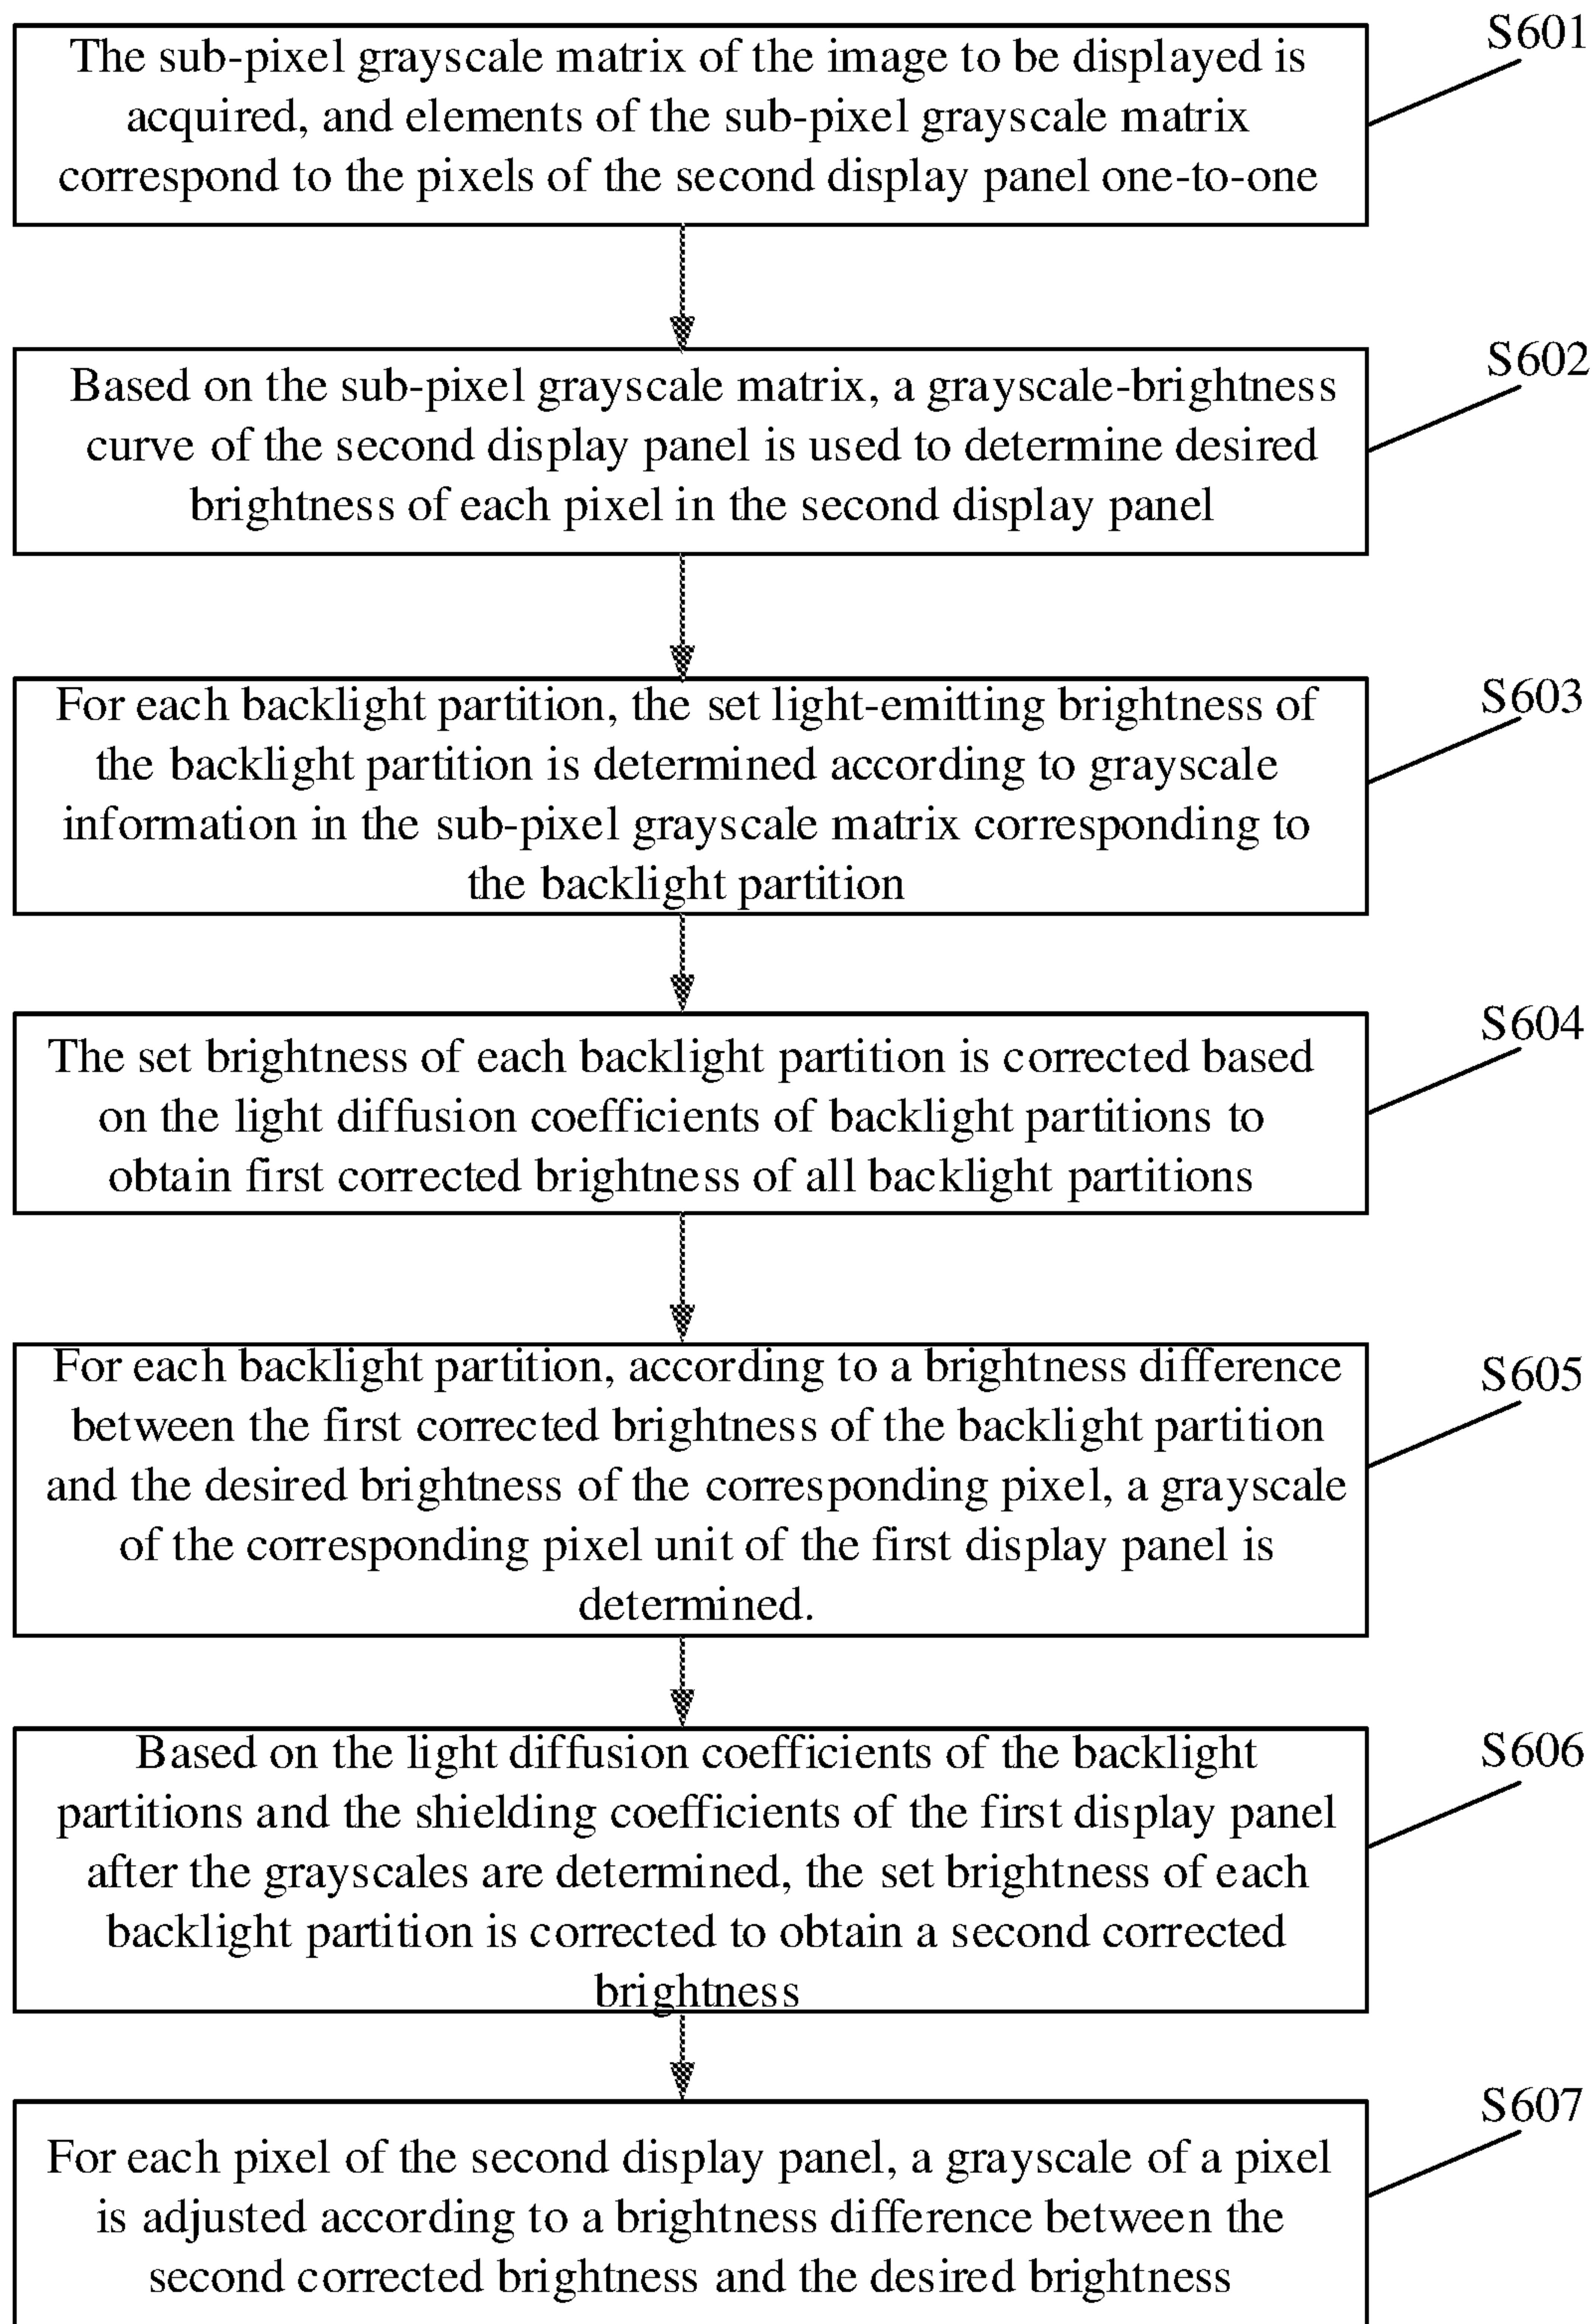 S601
The sub-pixel grayscale matrix of the image to be displayed is
acquired, and elements of the sub-pixel grayscale matrix
correspond to the pixels of the second display panel one-to-one
S602
Based on the sub-pixel grayscale matrix, a grayscale-brightness
curve of the second display panel is used to determine desired
brightness of each pixel in the second display panel
S603
For each backlight partition, the set light-emitting brightness of
the backlight partition is determined according to grayscale
information in the sub-pixel grayscale matrix corresponding to
the backlight partition
S604
The set brightness of each backlight partition is corrected based
on the light diffusion coefficients of backlight partitions to
obtain first corrected brightness of all backlight partitions
S605
For each backlight partition, according to a brightness difference
between the first corrected brightness of the backlight partition
and the desired brightness of the corresponding pixel, a grayscale
of the corresponding pixel unit of the first display panel is
determined.
S606
Based on the light diffusion coefficients of the backlight
partitions and the shielding coefficients of the first display panel
after the grayscales are determined, the set brightness of each
backlight partition is corrected to obtain a second corrected
brightness
S607
For each pixel of the second display panel, a grayscale of a pixel
is adjusted according to a brightness difference between the
second corrected brightness and the desired brightness